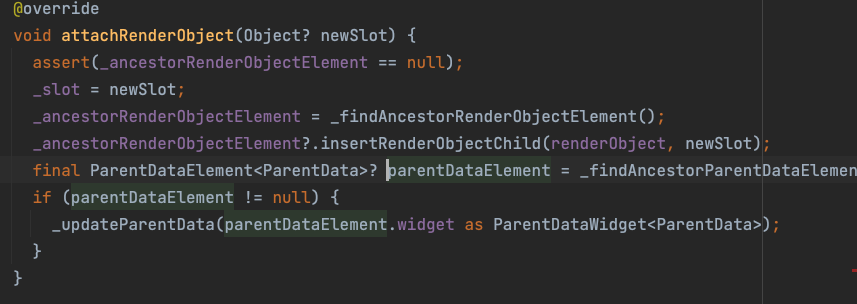 @override
void attachRenderObject(Object? newSlot) {
assert(_ancestorRenderObjectElement == null);
_slot = newSlot;
_ancestorRenderObjectElement = _findAncestorRenderObjectElement();
_ancestorRenderObjectElement?.insertRenderObjectChild(renderObject, newSlot);
final ParentDataElement<ParentData>? parentDataElement = _findAncestorParentDataElemen
if (parentDataElement != null) {
_updateParentData(parentDataElement.widget as ParentDataWidget<ParentData>);
}
}